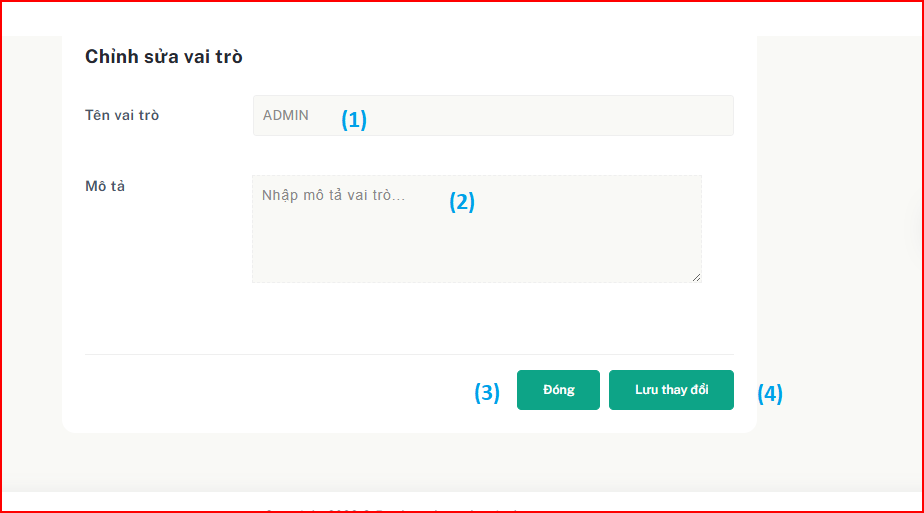 Chỉnh sửa vai trò
Tên vai trò
ADMIN (1)
Mô tả
Nhập mô tả vai trò... (2)
(3) Đóng Lưu thay đổi (4)